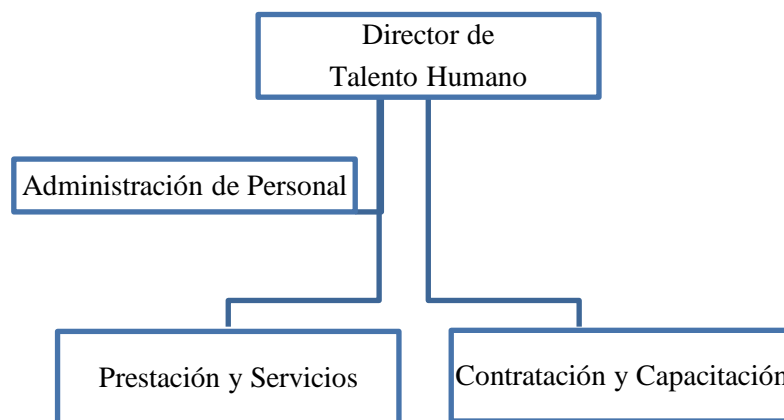 Director de
Talento Humano
Administración de Personal
Prestación y Servicios
Contratación y Capacitación